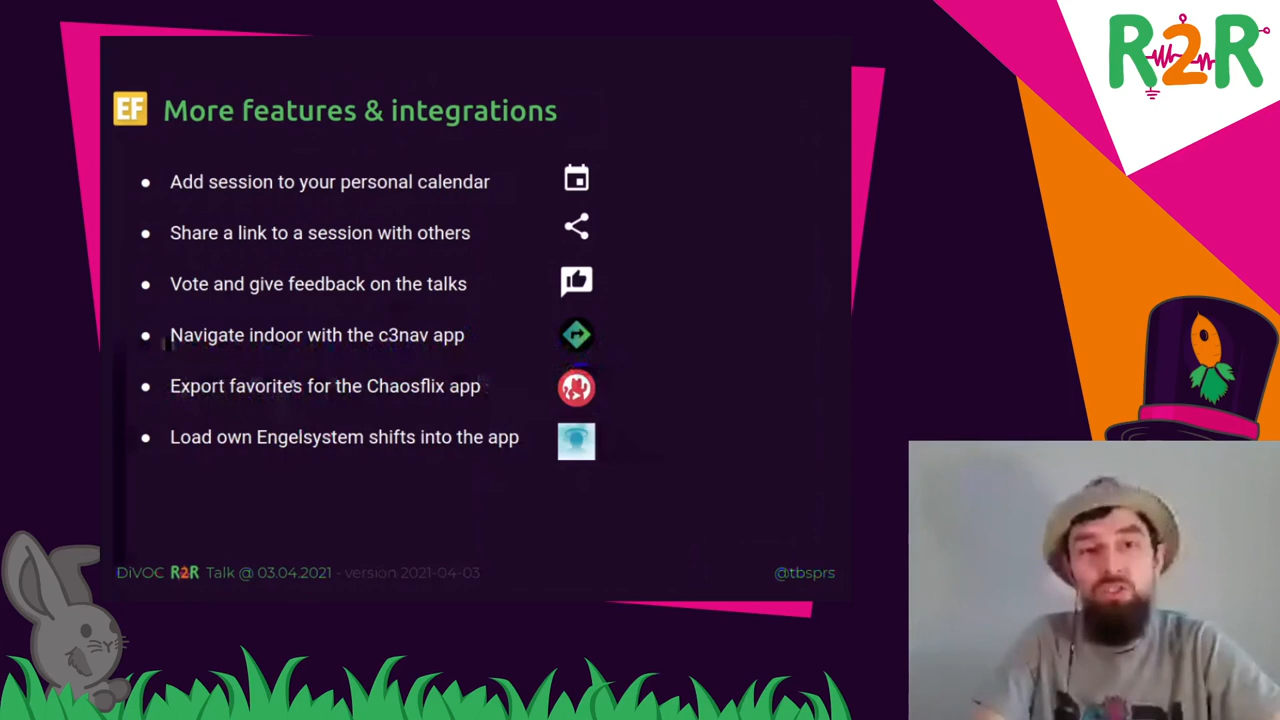 R2R
EF More features & integrations
● Add session to your personal calendar
● Share a link to a session with others
● Vote and give feedback on the talks
● Navigate indoor with the c3nav app
● Export favorites for the Chaosflix app
● Load own Engelsystem shifts into the app
DiVOC R2R Talk @ 03.04.2021 - version 2021-04-03
@tbsprs